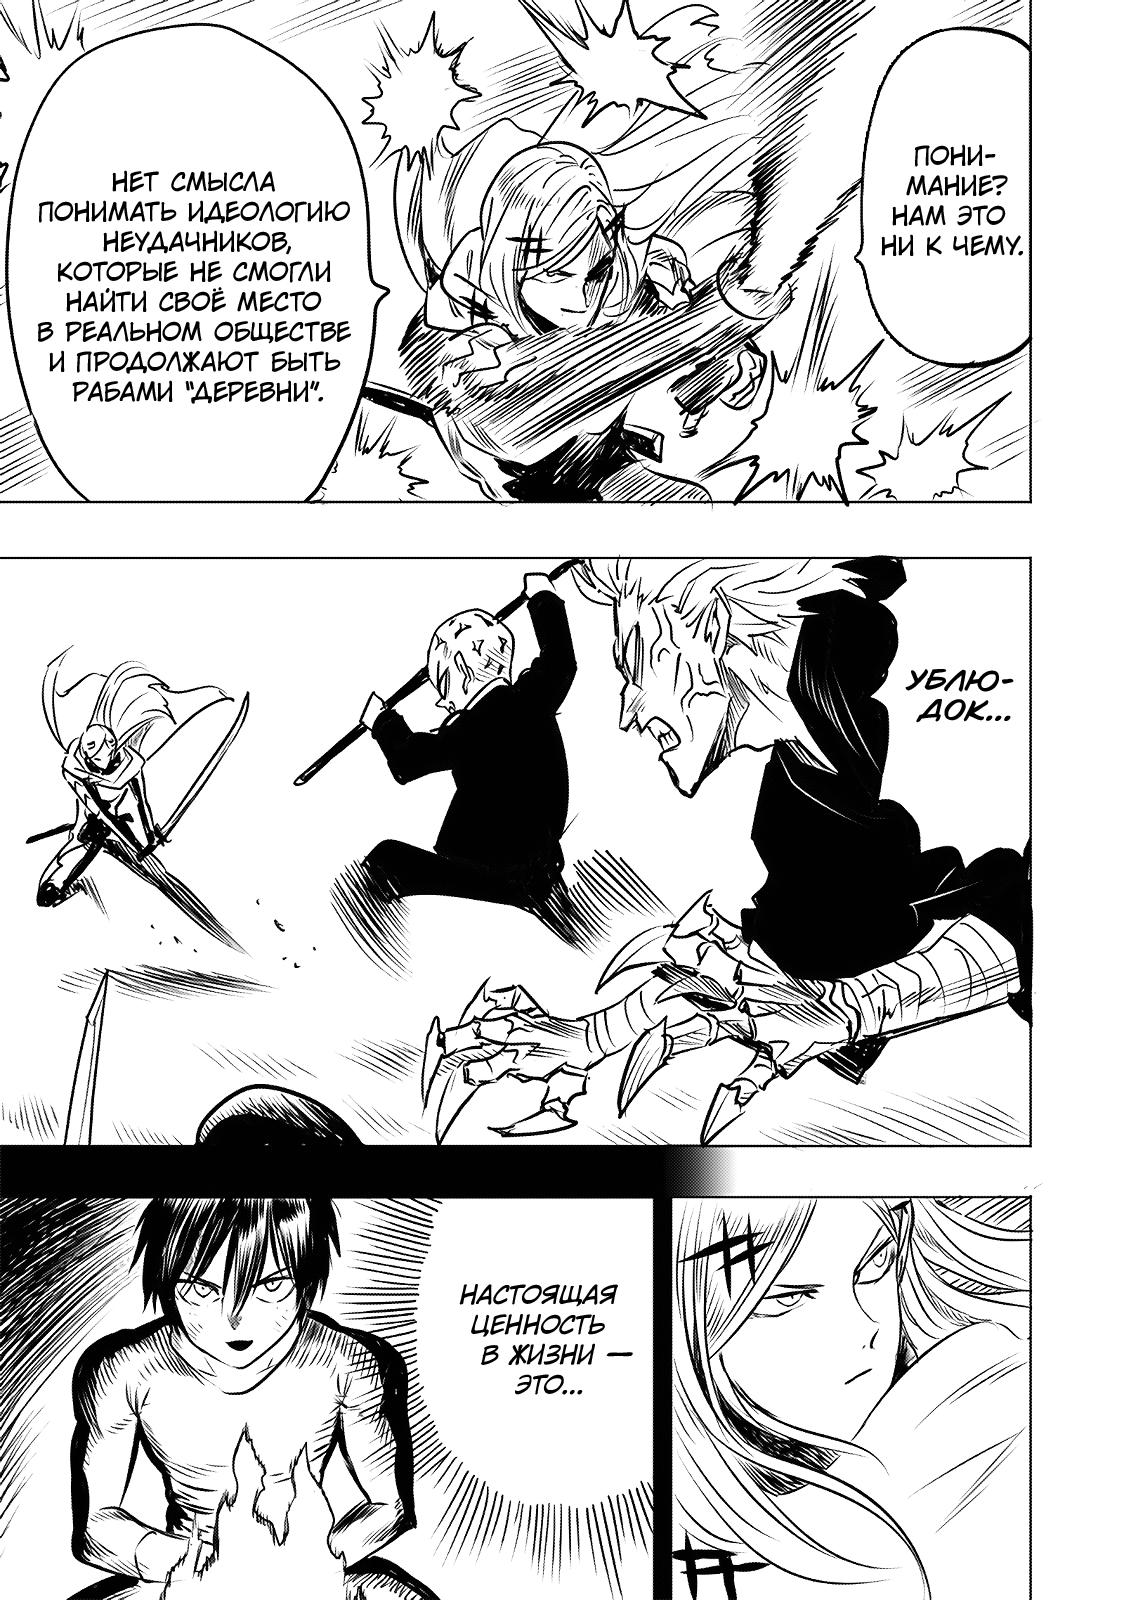 ПОНИ-
МАНИЕ?
НАМ ЭТО
НИ К ЧЕМУ.
НЕТ СМЫСЛА
ПОНИМАТЬ ИДЕОЛОГИЮ
НЕУДАЧНИКОВ,
КОТОРЫЕ НЕ СМОГЛИ
НАЙТИ СВОЁ МЕСТО
В РЕАЛЬНОМ ОБЩЕСТВЕ
И ПРОДОЛЖАЮТ БЫТЬ
РАБАМИ "ДЕРЕВНИ".
УБЛЮ-
ДОК...
НАСТОЯЩАЯ
ЦЕННОСТЬ
В ЖИЗНИ —
ЭТО...